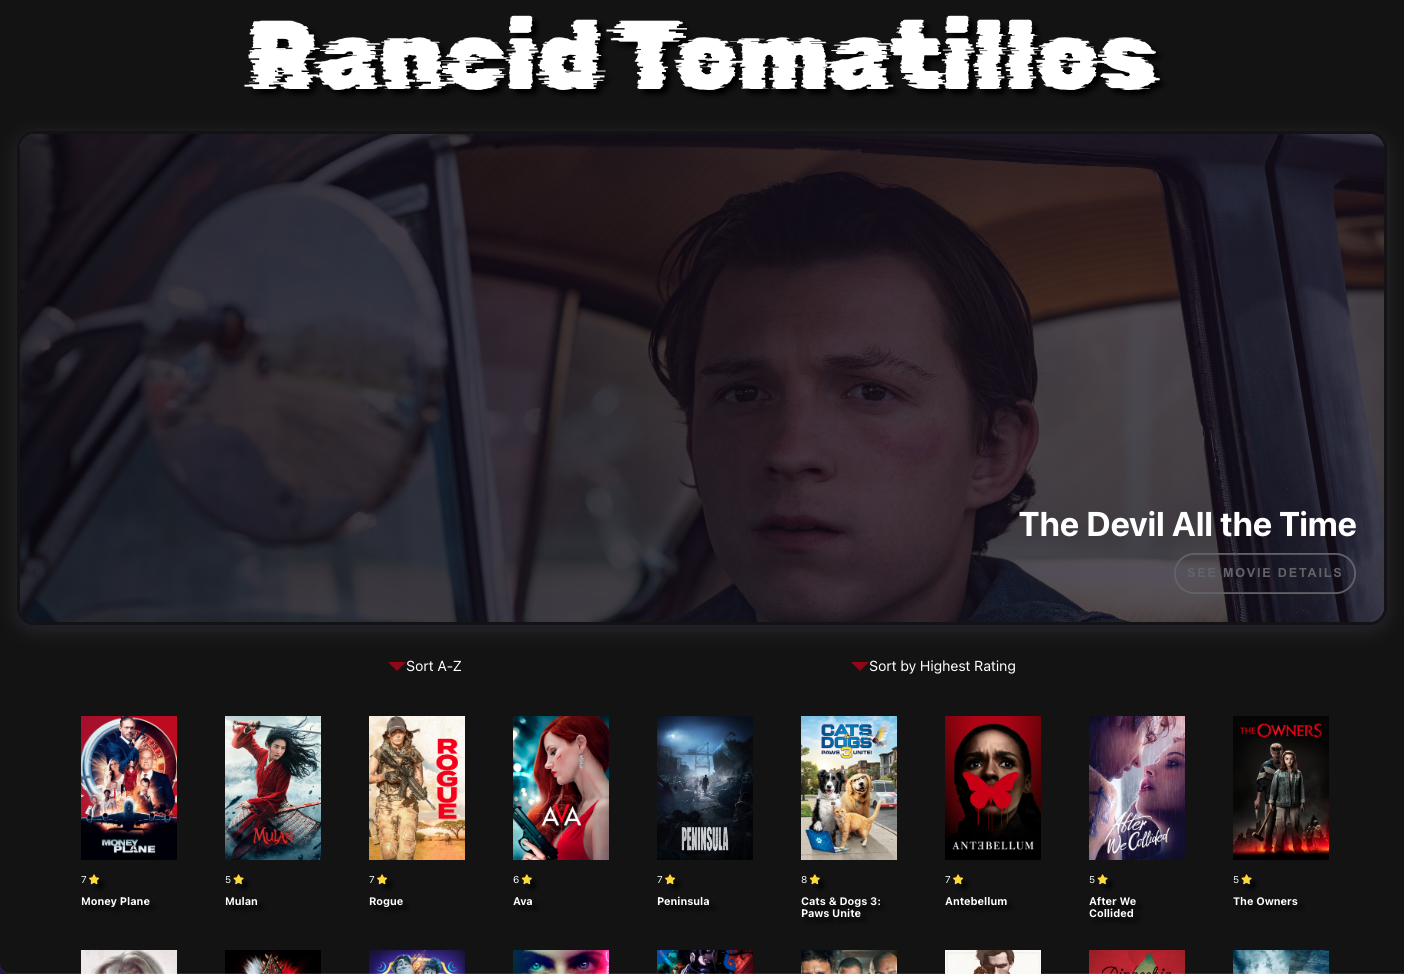 Rancid Tomatillos
The Devil All the Time
SEE MOVIE DETAILS
Sort A-Z
Sort by Highest Rating
MONEY
PLANE
MULAN
ROGUE
AVA
PENINSULA
CATS
DOGS
3
PAWS UNITE!
ANTEBELLUM
After
We Collided
THE OWNERS
7
5
7
6
7
8
7
5
5
Money Plane
Mulan
Rogue
Ava
Peninsula
Cats & Dogs 3:
Paws Unite
Antebellum
After We
Collided
The Owners
Pinocchio